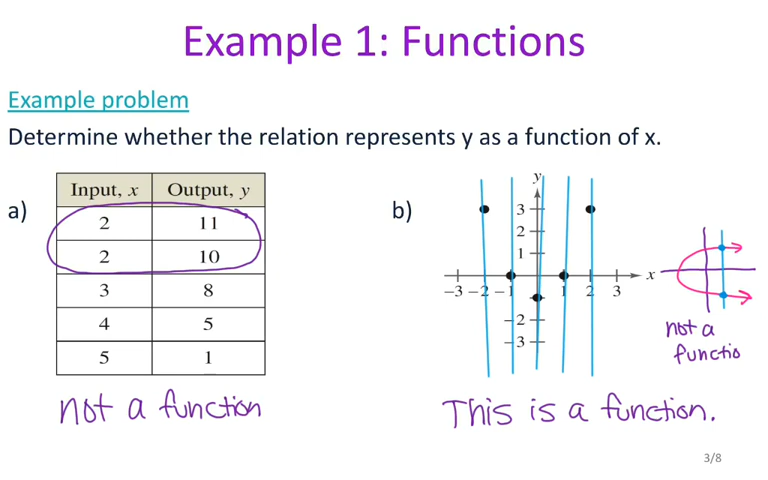 Example 1: Functions
Example problem
Determine whether the relation represents y as a function of x.
a)
Input, x Output, y
2 11
2 10
3 8
4 5
5 1
not a function
b)
y
3
2
1
-3 -2 -1 1 2 3 x
-2
-3
This is a function.
not a
functio
3/8